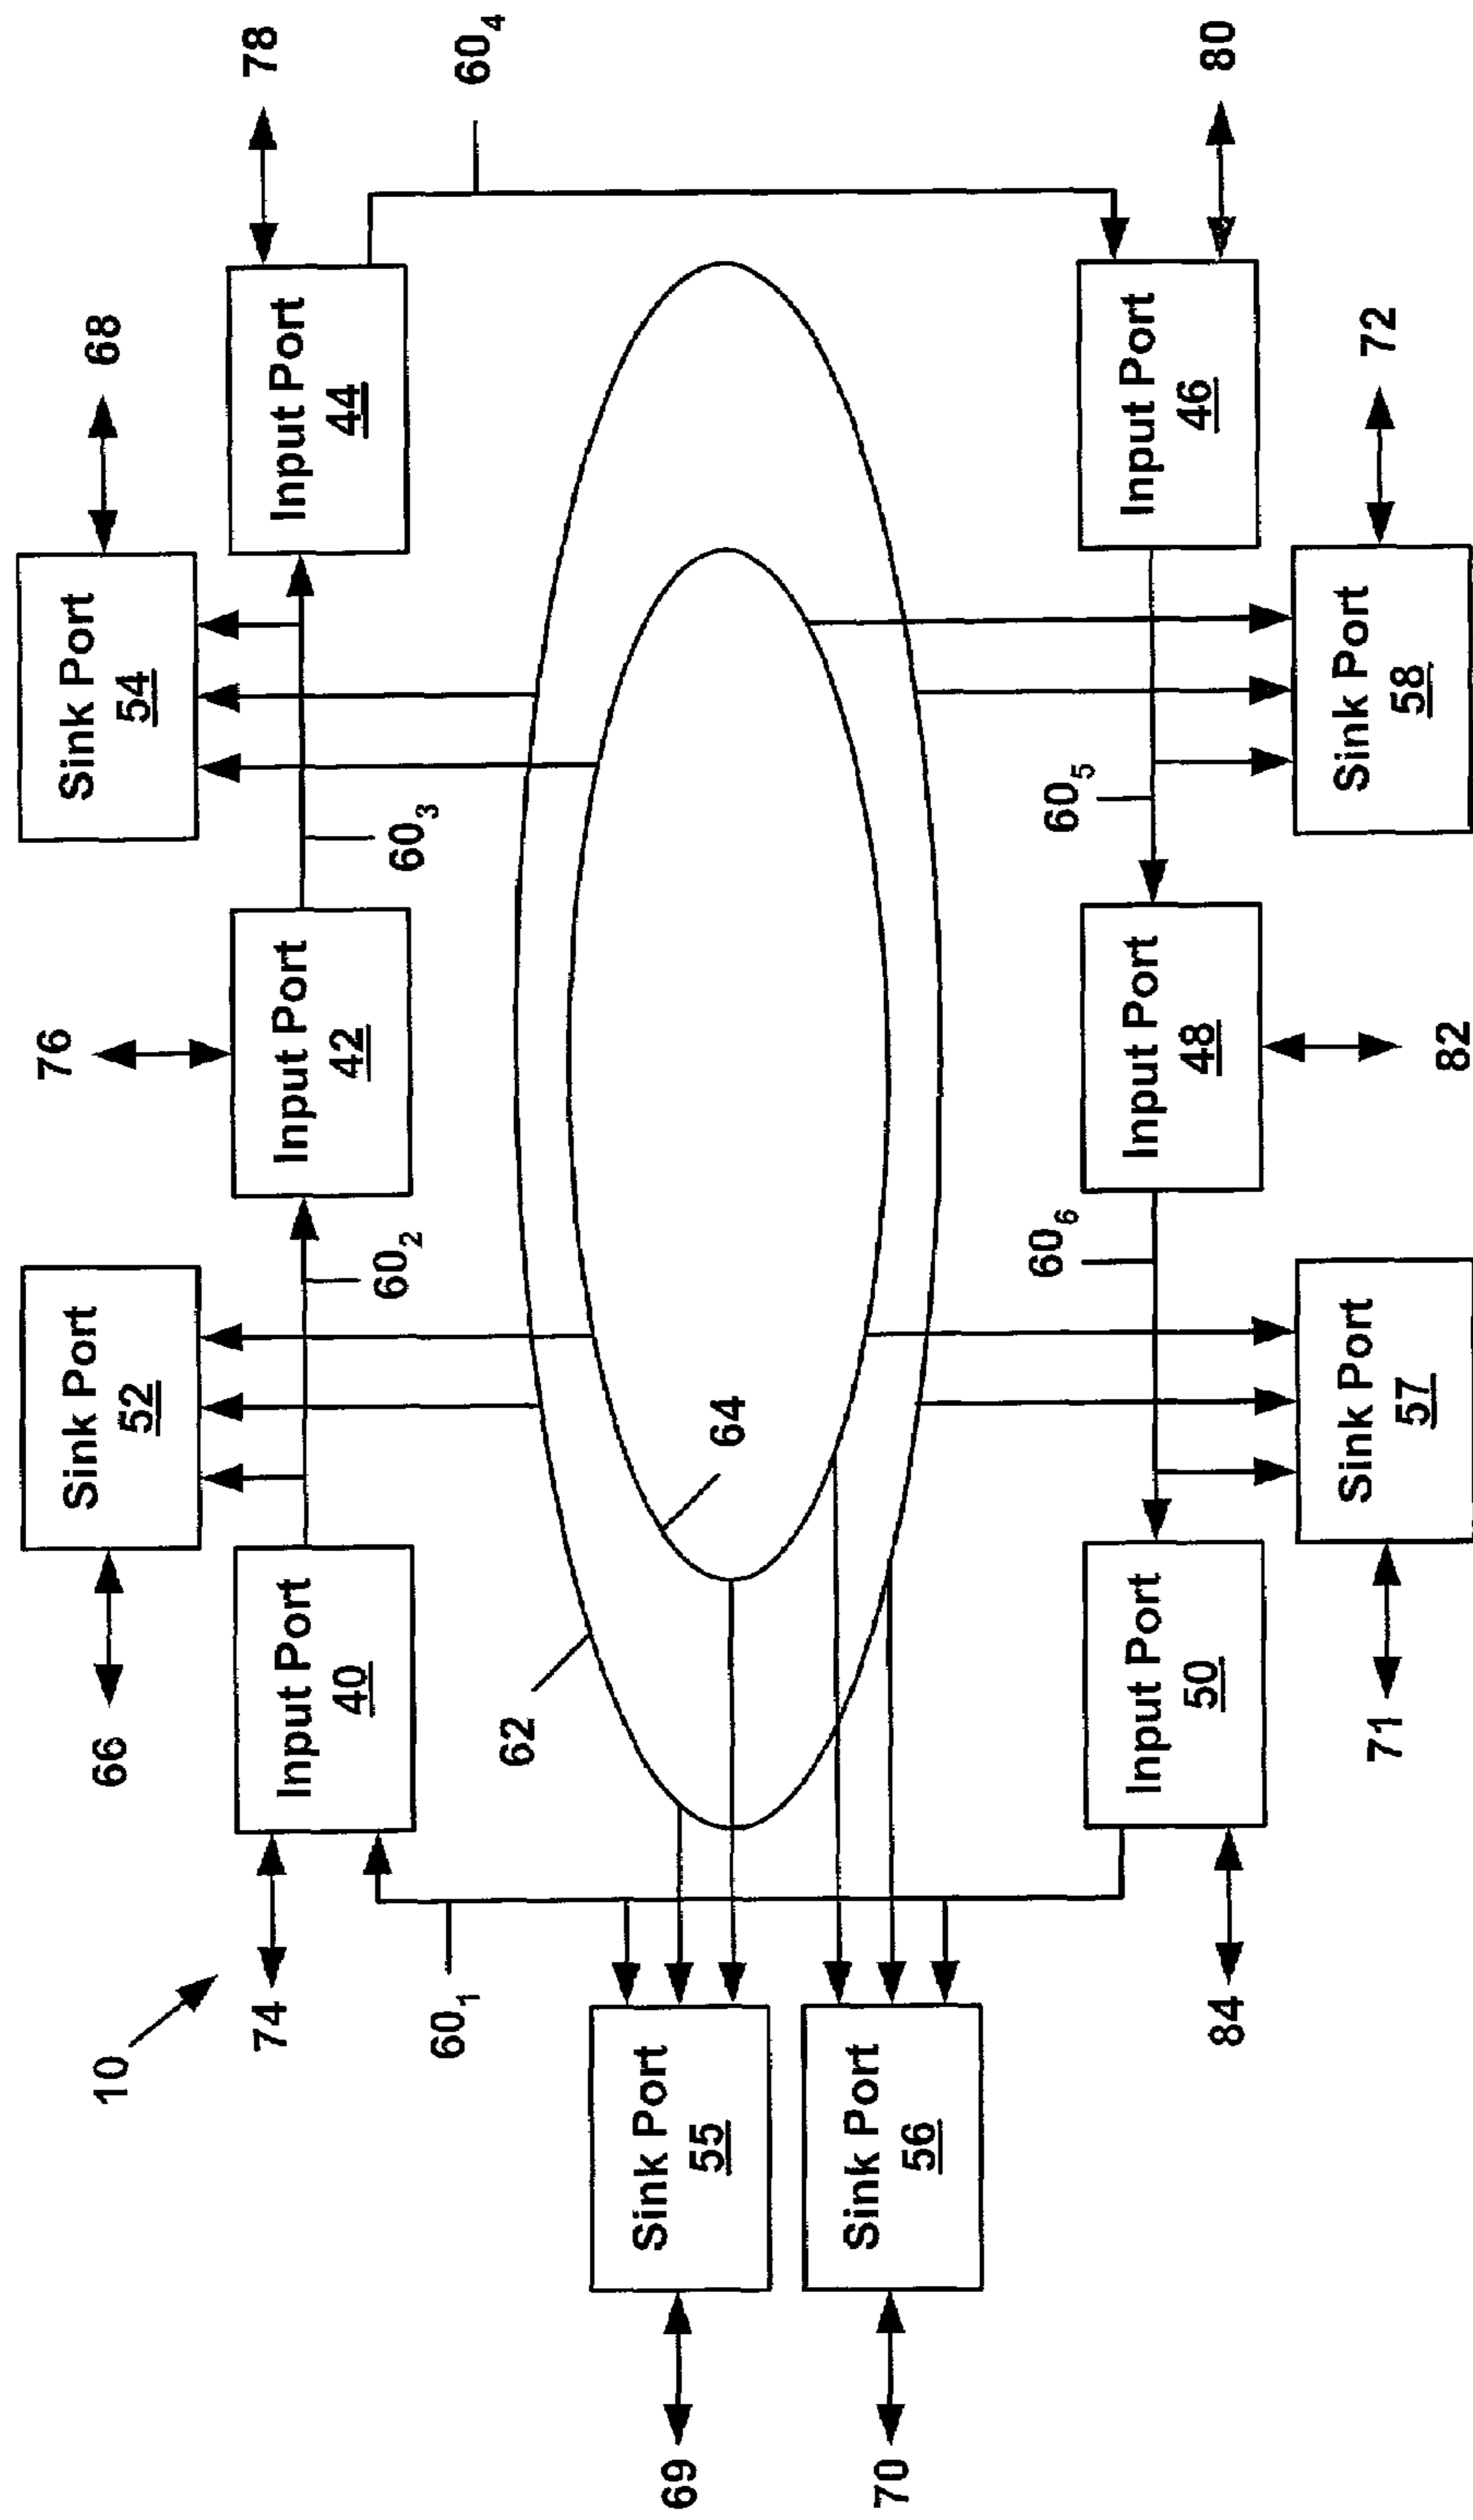 76
Sink Port
52
Sink Port
54
10
66
68
74
Input Port
40
Input Port
42
Input Port
44
78
60₂
60₃
60₁
60₄
62
64
69
Sink Port
55
70
Sink Port
56
60₆
60₅
84
Input Port
50
Input Port
48
Input Port
46
80
71
Sink Port
57
Sink Port
58
72
82